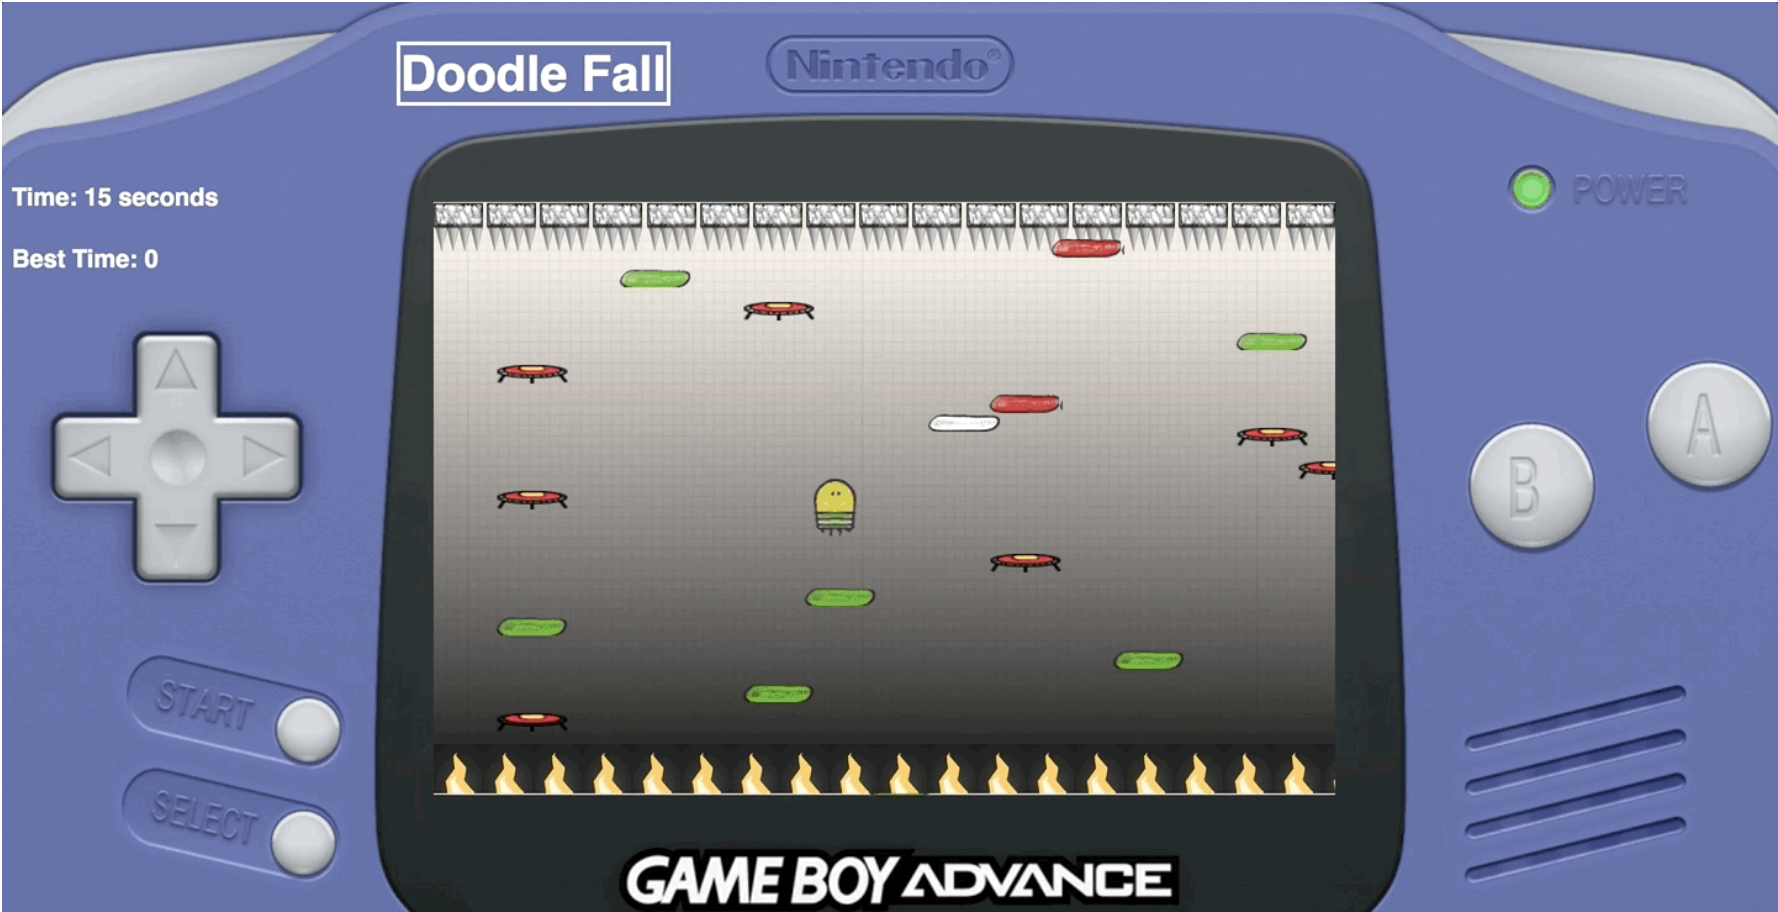 Doodle Fall
Nintendo®
Time: 15 seconds
POWER
Best Time: 0
A
B
START
SELECT
GAME BOY ADVANCE